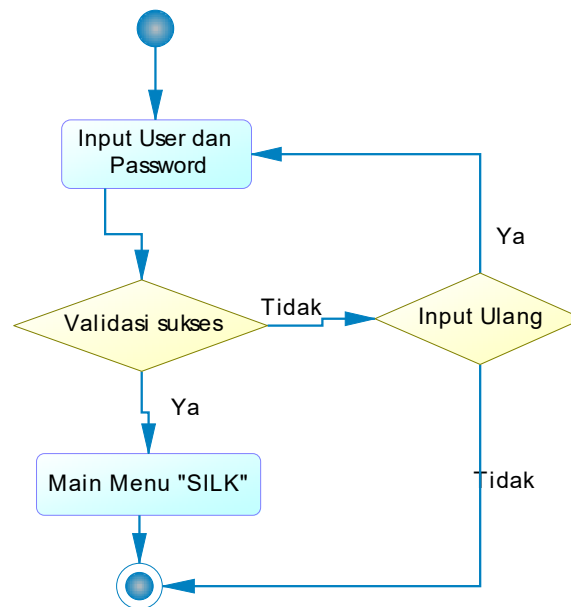 Input User dan
Password
Ya
Tidak
Validasi sukses
Input Ulang
Ya
Main Menu "SILK"
Tidak